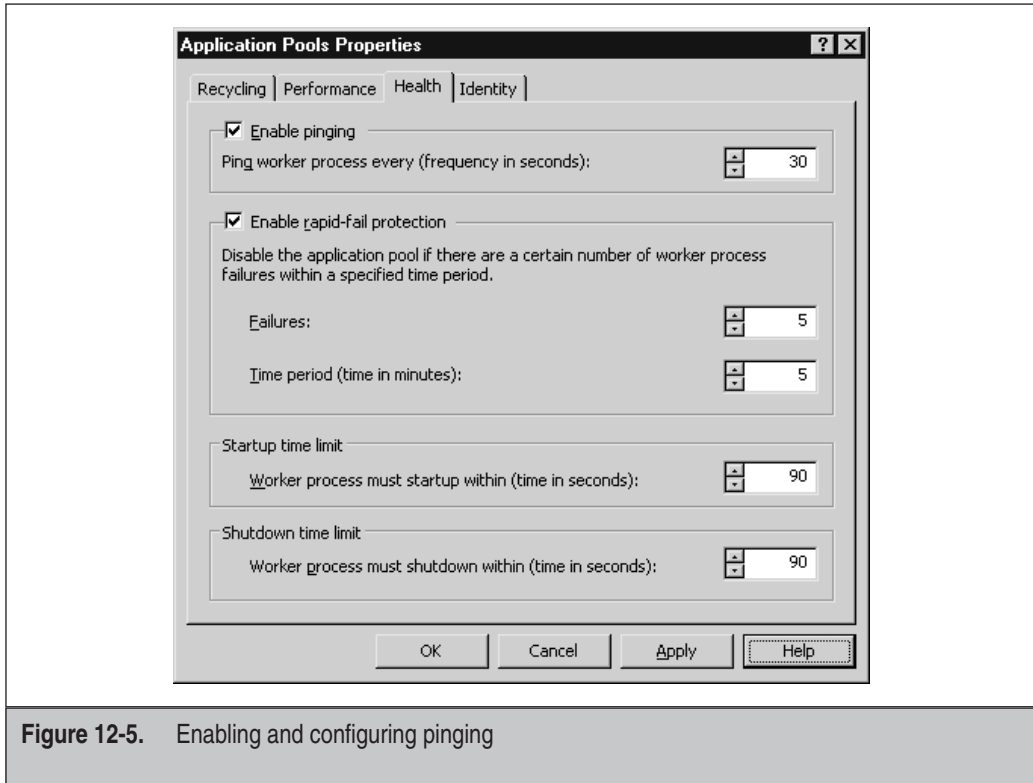 Application Pools Properties
Recycling Performance Health Identity
Enable pinging
Ping worker process every (frequency in seconds): 30
Enable rapid-fail protection
Disable the application pool if there are a certain number of worker process
failures within a specified time period.
Failures: 5
Time period (time in minutes): 5
Startup time limit
Worker process must startup within (time in seconds): 90
Shutdown time limit
Worker process must shutdown within (time in seconds): 90
OK Cancel Apply Help
Figure 12-5. Enabling and configuring pinging